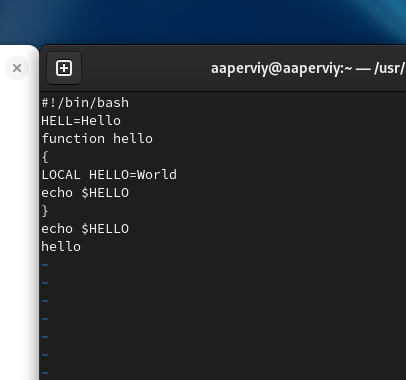 aaperviy@aaperviy:~ — /usr/
#!/bin/bash
HELL=Hello
function hello
{
LOCAL HELLO=World
echo $HELLO
}
echo $HELLO
hello
~
~
~
~
~
~
~